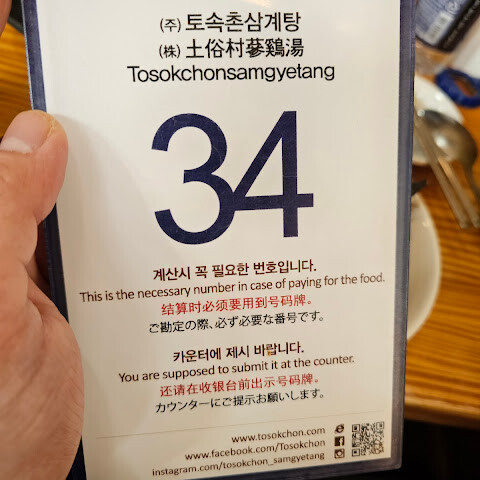 (주) 토속촌삼계탕
(株) 土俗村蔘鷄湯
Tosokchonsamgyetang
34
계산시 꼭 필요한 번호입니다.
This is the necessary number in case of paying for the food.
结算时必须要用到号码牌。
ご勘定の際、必ず必要な番号です。
카운터에 제시 바랍니다.
You are supposed to submit it at the counter.
还请在收银台前出示号码牌。
カウンターにご提示お願いします。
www.tosokchon.com
www.facebook.com/Tosokchon
instagram.com/tosokchon_samgyetang